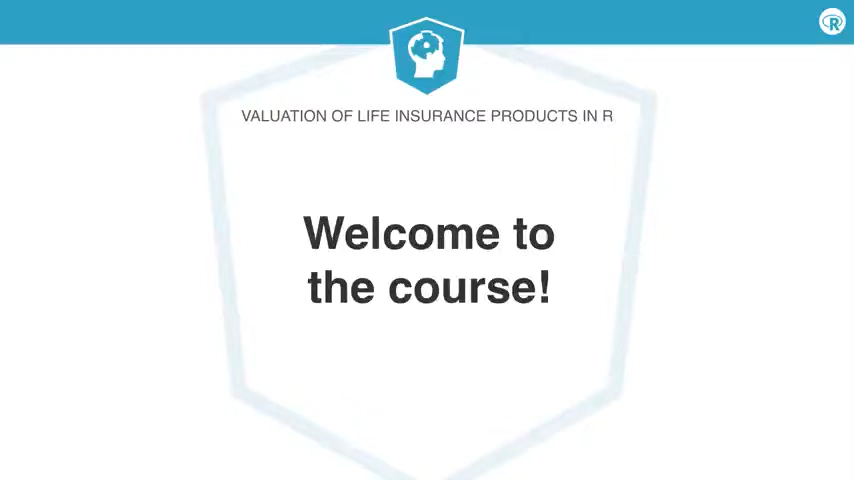 R
VALUATION OF LIFE INSURANCE PRODUCTS IN R
Welcome to
the course!